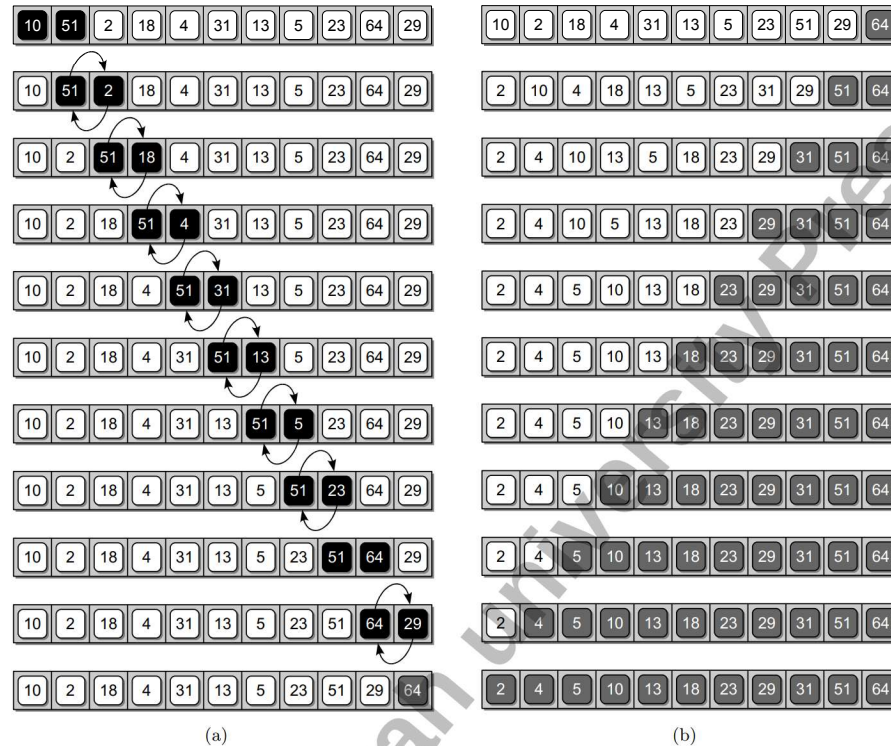 10 51 2 18 4 31 13 5 23 64 29
10 51 2 18 4 31 13 5 23 64 29
10 2 51 18 4 31 13 5 23 64 29
10 2 18 51 4 31 13 5 23 64 29
10 2 18 4 51 31 13 5 23 64 29
10 2 18 4 31 51 13 5 23 64 29
10 2 18 4 31 13 51 5 23 64 29
10 2 18 4 31 13 5 51 23 64 29
10 2 18 4 31 13 5 23 51 64 29
10 2 18 4 31 13 5 23 51 64 29
10 2 18 4 31 13 5 23 51 29 64
(a)
10 2 18 4 31 13 5 23 51 29 64
2 10 4 18 13 5 23 31 29 51 64
2 4 10 13 5 18 23 29 31 51 64
2 4 10 5 13 18 23 29 31 51 64
2 4 5 10 13 18 23 29 31 51 64
2 4 5 10 13 18 23 29 31 51 64
2 4 5 10 13 18 23 29 31 51 64
2 4 5 10 13 18 23 29 31 51 64
2 4 5 10 13 18 23 29 31 51 64
2 4 5 10 13 18 23 29 31 51 64
2 4 5 10 13 18 23 29 31 51 64
(b)
university